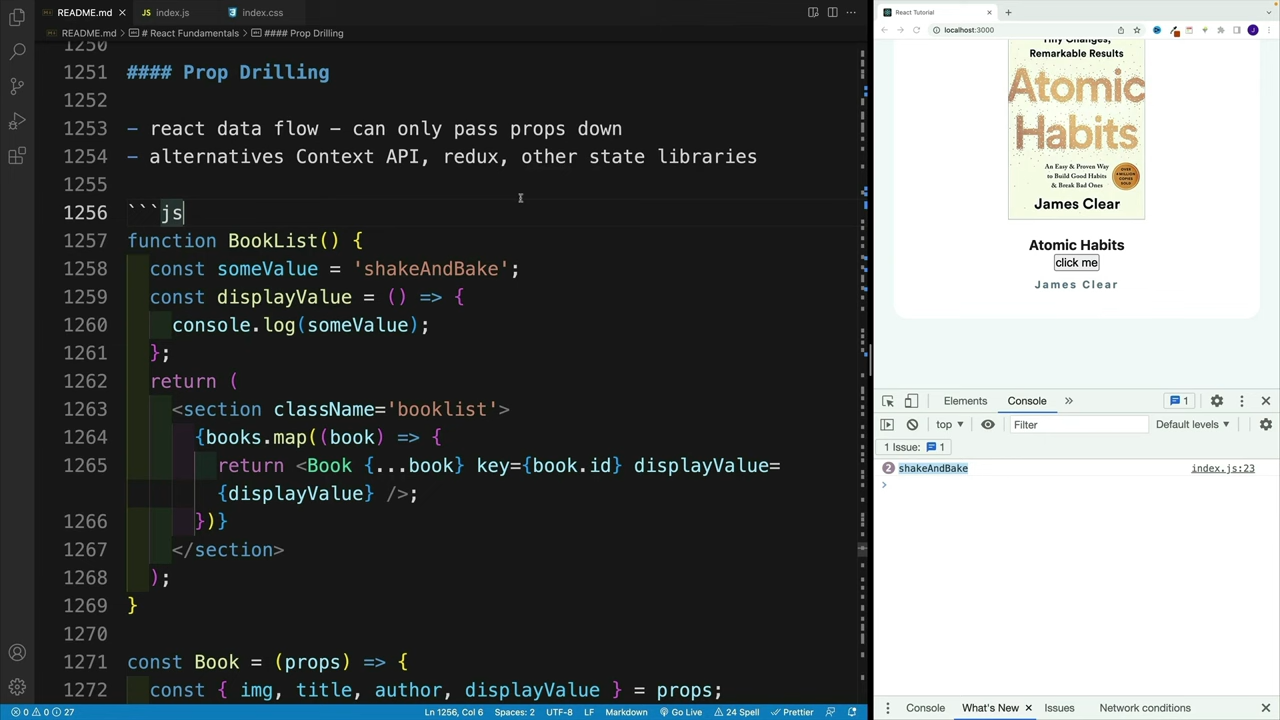 README.md
index
index.css
README.md > # React Fundamentals > #### Prop Drilling
1250
1251 #### Prop Drilling
1252
1253 - react data flow - can only pass props down
1254 - alternatives Context API, redux, other state libraries
1255
1256 ```js
1257 function BookList() {
1258 const someValue = 'shakeAndBake';
1259 const displayValue = () => {
1260 console.log(someValue);
1261 };
1262 return (
1263 <section className='booklist'>
1264 {books.map((book) => {
1265 return <Book {...book} key={book.id} displayValue=
{displayValue} />;
1266 })}
1267 </section>
1268 );
1269 }
1270
1271 const Book = (props) => {
1272 const { img, title, author, displayValue } = props;
0 0 27
Ln 1256, Col 6
Spaces: 2
UTF-8
LF
Markdown
Go Live
24 Spell
Prettier
React Tutorial
localhost:3000
J
Tiny Changes,
Remarkable Results
Atomic
Habits
An Easy & Proven Way
to Build Good Habits
& Break Bad Ones
James Clear
Atomic Habits
click me
James Clear
Elements
Console
1
top
Filter
Default levels
1 Issue: 1
2 shakeAndBake index.js:23
Console
What's New
Issues
Network conditions